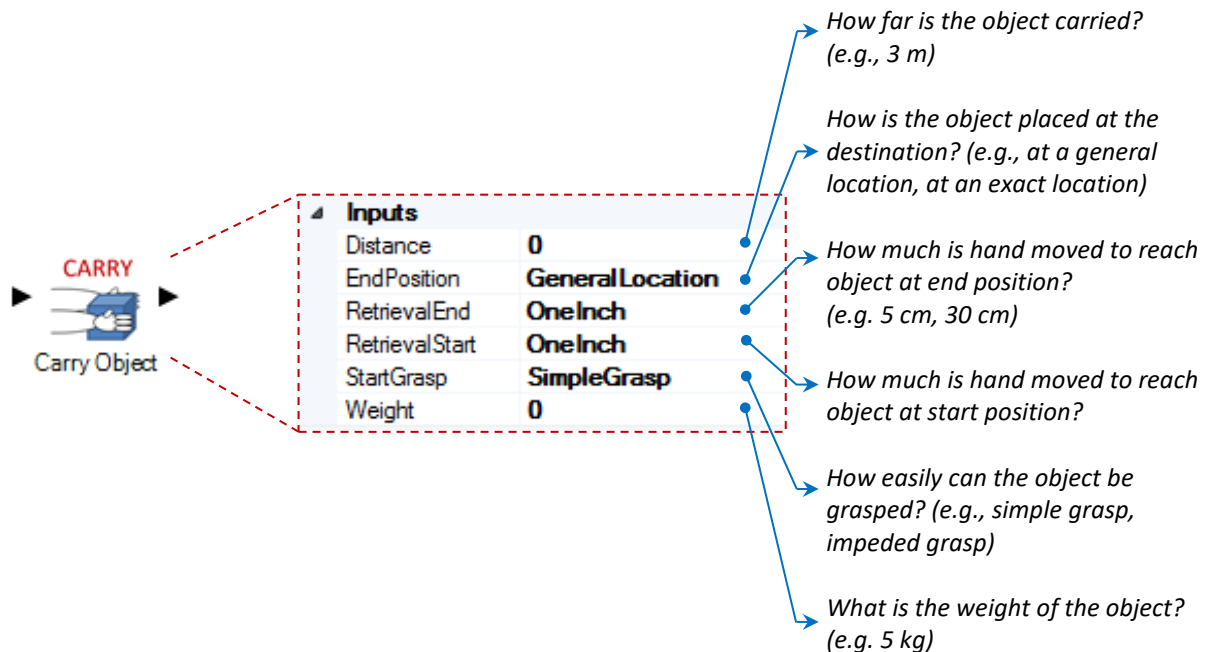 How far is the object carried?
(e.g., 3 m)
How is the object placed at the
destination? (e.g., at a general
location, at an exact location)
Inputs
Distance 0
EndPosition GeneralLocation
RetrievalEnd OneInch
RetrievalStart OneInch
StartGrasp SimpleGrasp
Weight 0
CARRY
Carry Object
How much is hand moved to reach
object at end position?
(e.g. 5 cm, 30 cm)
How much is hand moved to reach
object at start position?
How easily can the object be
grasped? (e.g., simple grasp,
impeded grasp)
What is the weight of the object?
(e.g. 5 kg)